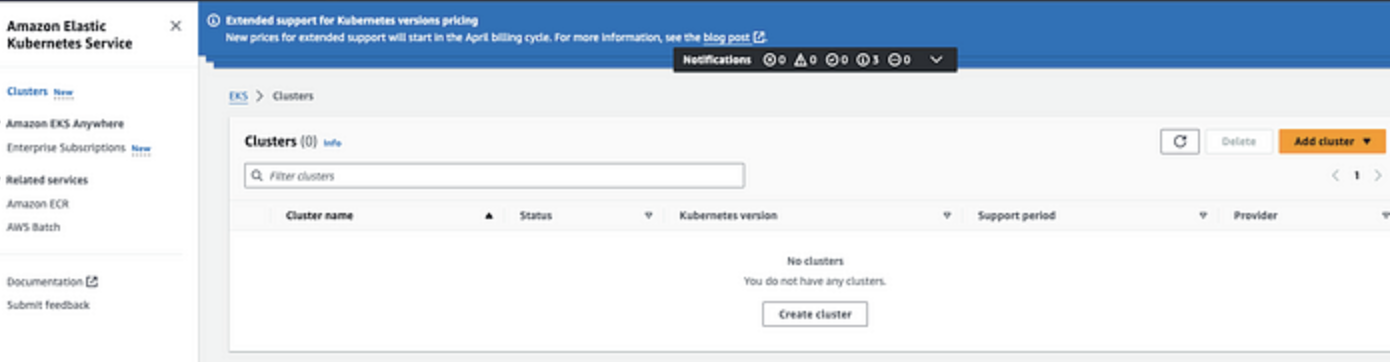 Amazon Elastic
Kubernetes Service
Clusters New
Amazon EKS Anywhere
Enterprise Subscriptions New
Related services
Amazon ECR
AWS Batch
Documentation
Submit feedback
Extended support for Kubernetes versions pricing
New prices for extended support will start in the April billing cycle. For more information, see the blog post.
Notifications 0 0 0 3 0
EKS > Clusters
Clusters (0) Info
Delete
Add cluster
Filter clusters
< 1 >
Cluster name Status Kubernetes version Support period Provider
No clusters
You do not have any clusters.
Create cluster